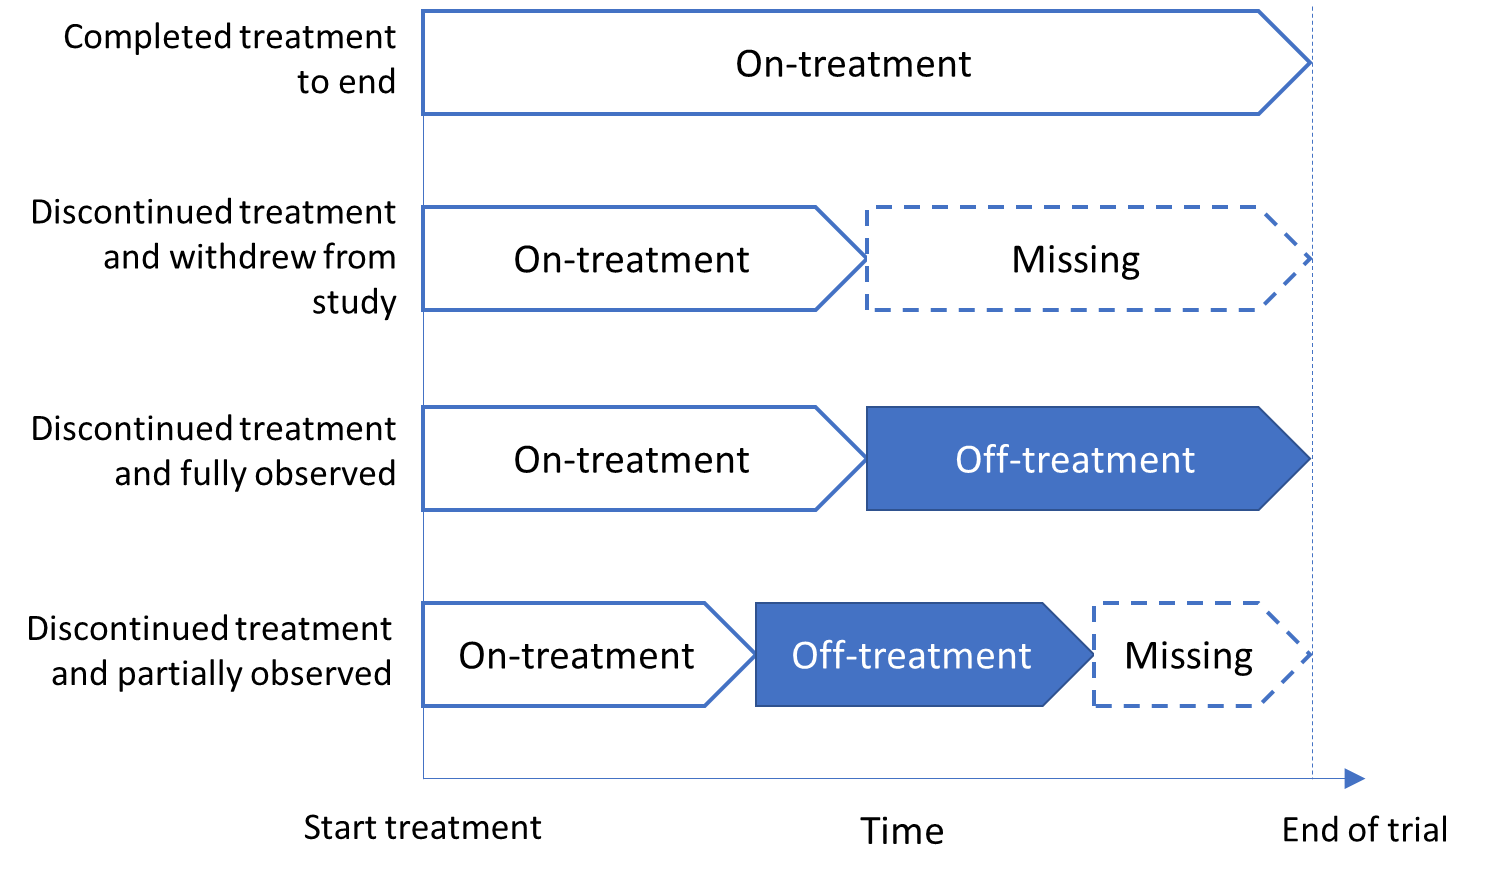 Completed treatment
to end
On-treatment
Discontinued treatment
and withdrew from
study
On-treatment
Missing
Discontinued treatment
and fully observed
On-treatment
Off-treatment
Discontinued treatment
and partially observed
On-treatment
Off-treatment
Missing
Start treatment
Time
End of trial